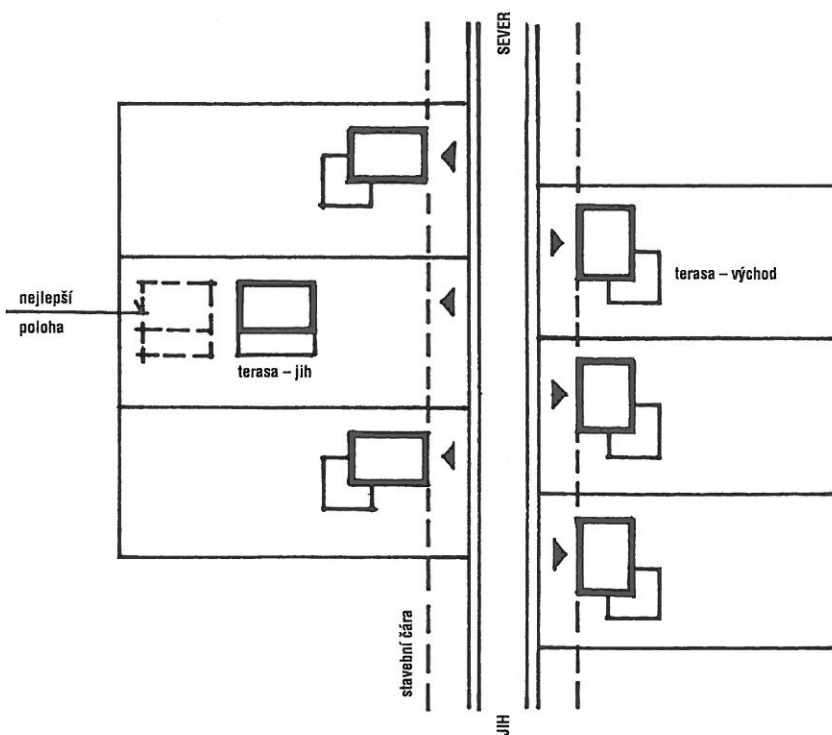 SEVER
terasa – východ
nejlepší
poloha
terasa – jih
stavební čára
JIH